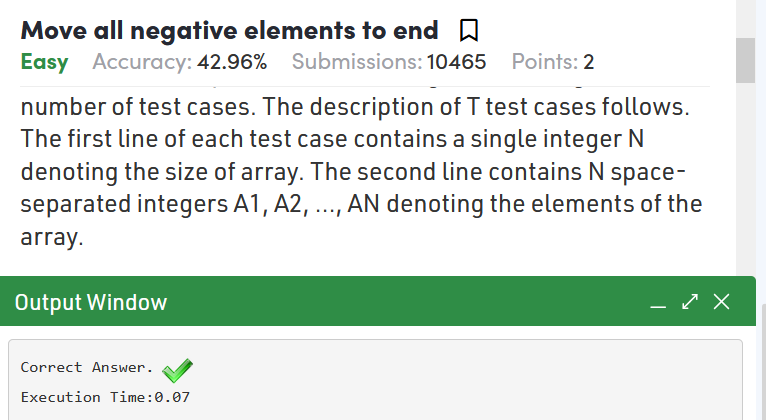 Move all negative elements to end
Easy Accuracy: 42.96% Submissions: 10465 Points: 2
number of test cases. The description of T test cases follows.
The first line of each test case contains a single integer N
denoting the size of array. The second line contains N space-
separated integers A1, A2, ..., AN denoting the elements of the
array.
Output Window
Correct Answer.
Execution Time:0.07